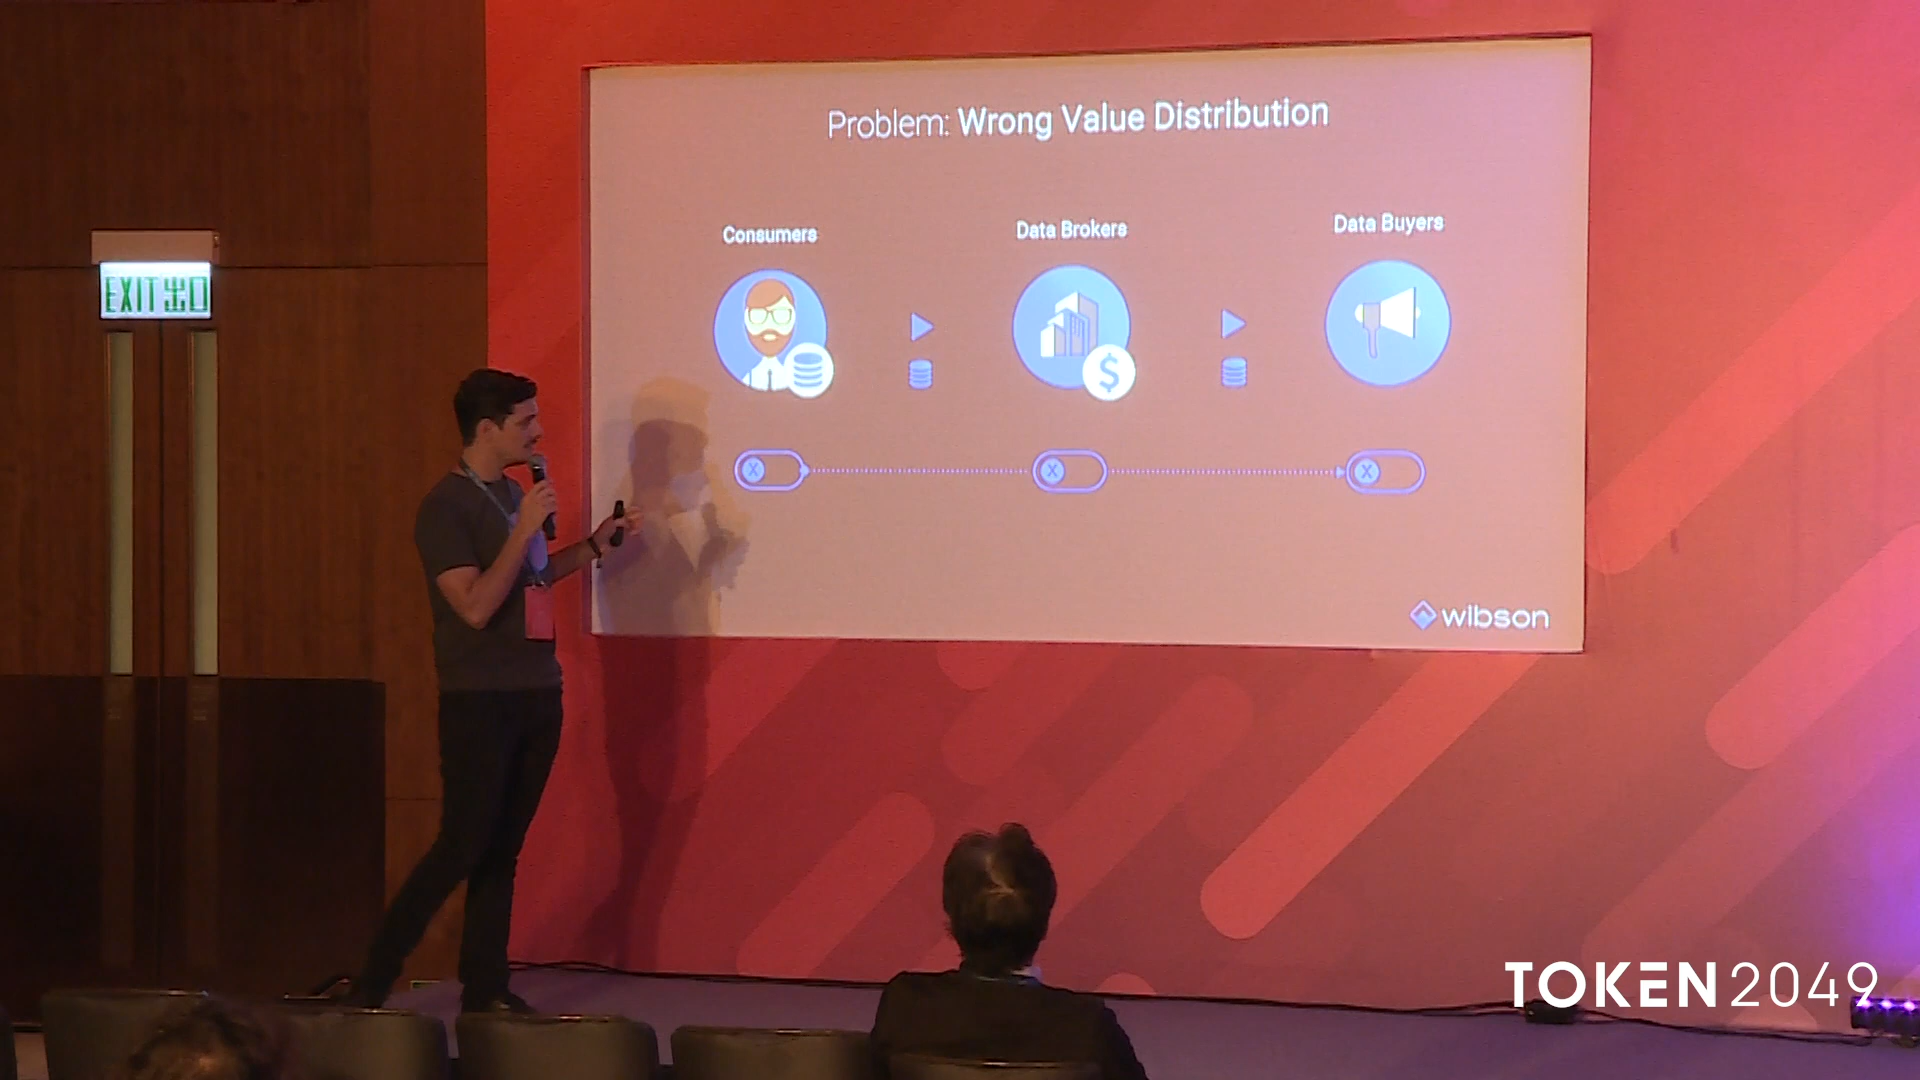 Problem: Wrong Value Distribution
Consumers
Data Brokers
Data Buyers
EXIT 出口
$
X
X
X
wibson
TOKEN2049